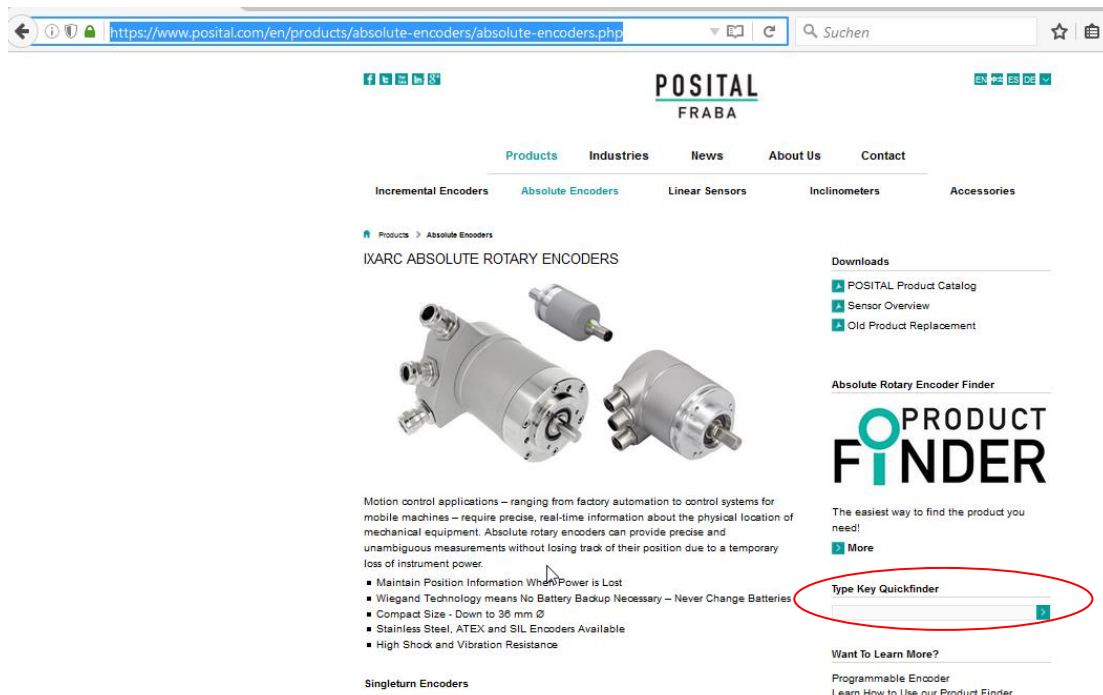 https://www.posital.com/en/products/absolute-encoders/absolute-encoders.php
Suchen
POSITAL
FRABA
EN ES DE
Products Industries News About Us Contact
Incremental Encoders Absolute Encoders Linear Sensors Inclinometers Accessories
Products > Absolute Encoders
IXARC ABSOLUTE ROTARY ENCODERS
Motion control applications – ranging from factory automation to control systems for
mobile machines – require precise, real-time information about the physical location of
mechanical equipment. Absolute rotary encoders can provide precise and
unambiguous measurements without losing track of their position due to a temporary
loss of instrument power.
▪ Maintain Position Information When Power is Lost
▪ Wiegand Technology means No Battery Backup Necessary – Never Change Batteries
▪ Compact Size - Down to 36 mm Ø
▪ Stainless Steel, ATEX and SIL Encoders Available
▪ High Shock and Vibration Resistance
Singleturn Encoders
Downloads
POSITAL Product Catalog
Sensor Overview
Old Product Replacement
Absolute Rotary Encoder Finder
PRODUCT
FINDER
The easiest way to find the product you
need!
More
Type Key Quickfinder
Want To Learn More?
Programmable Encoder
Learn How to Use our Product Finder